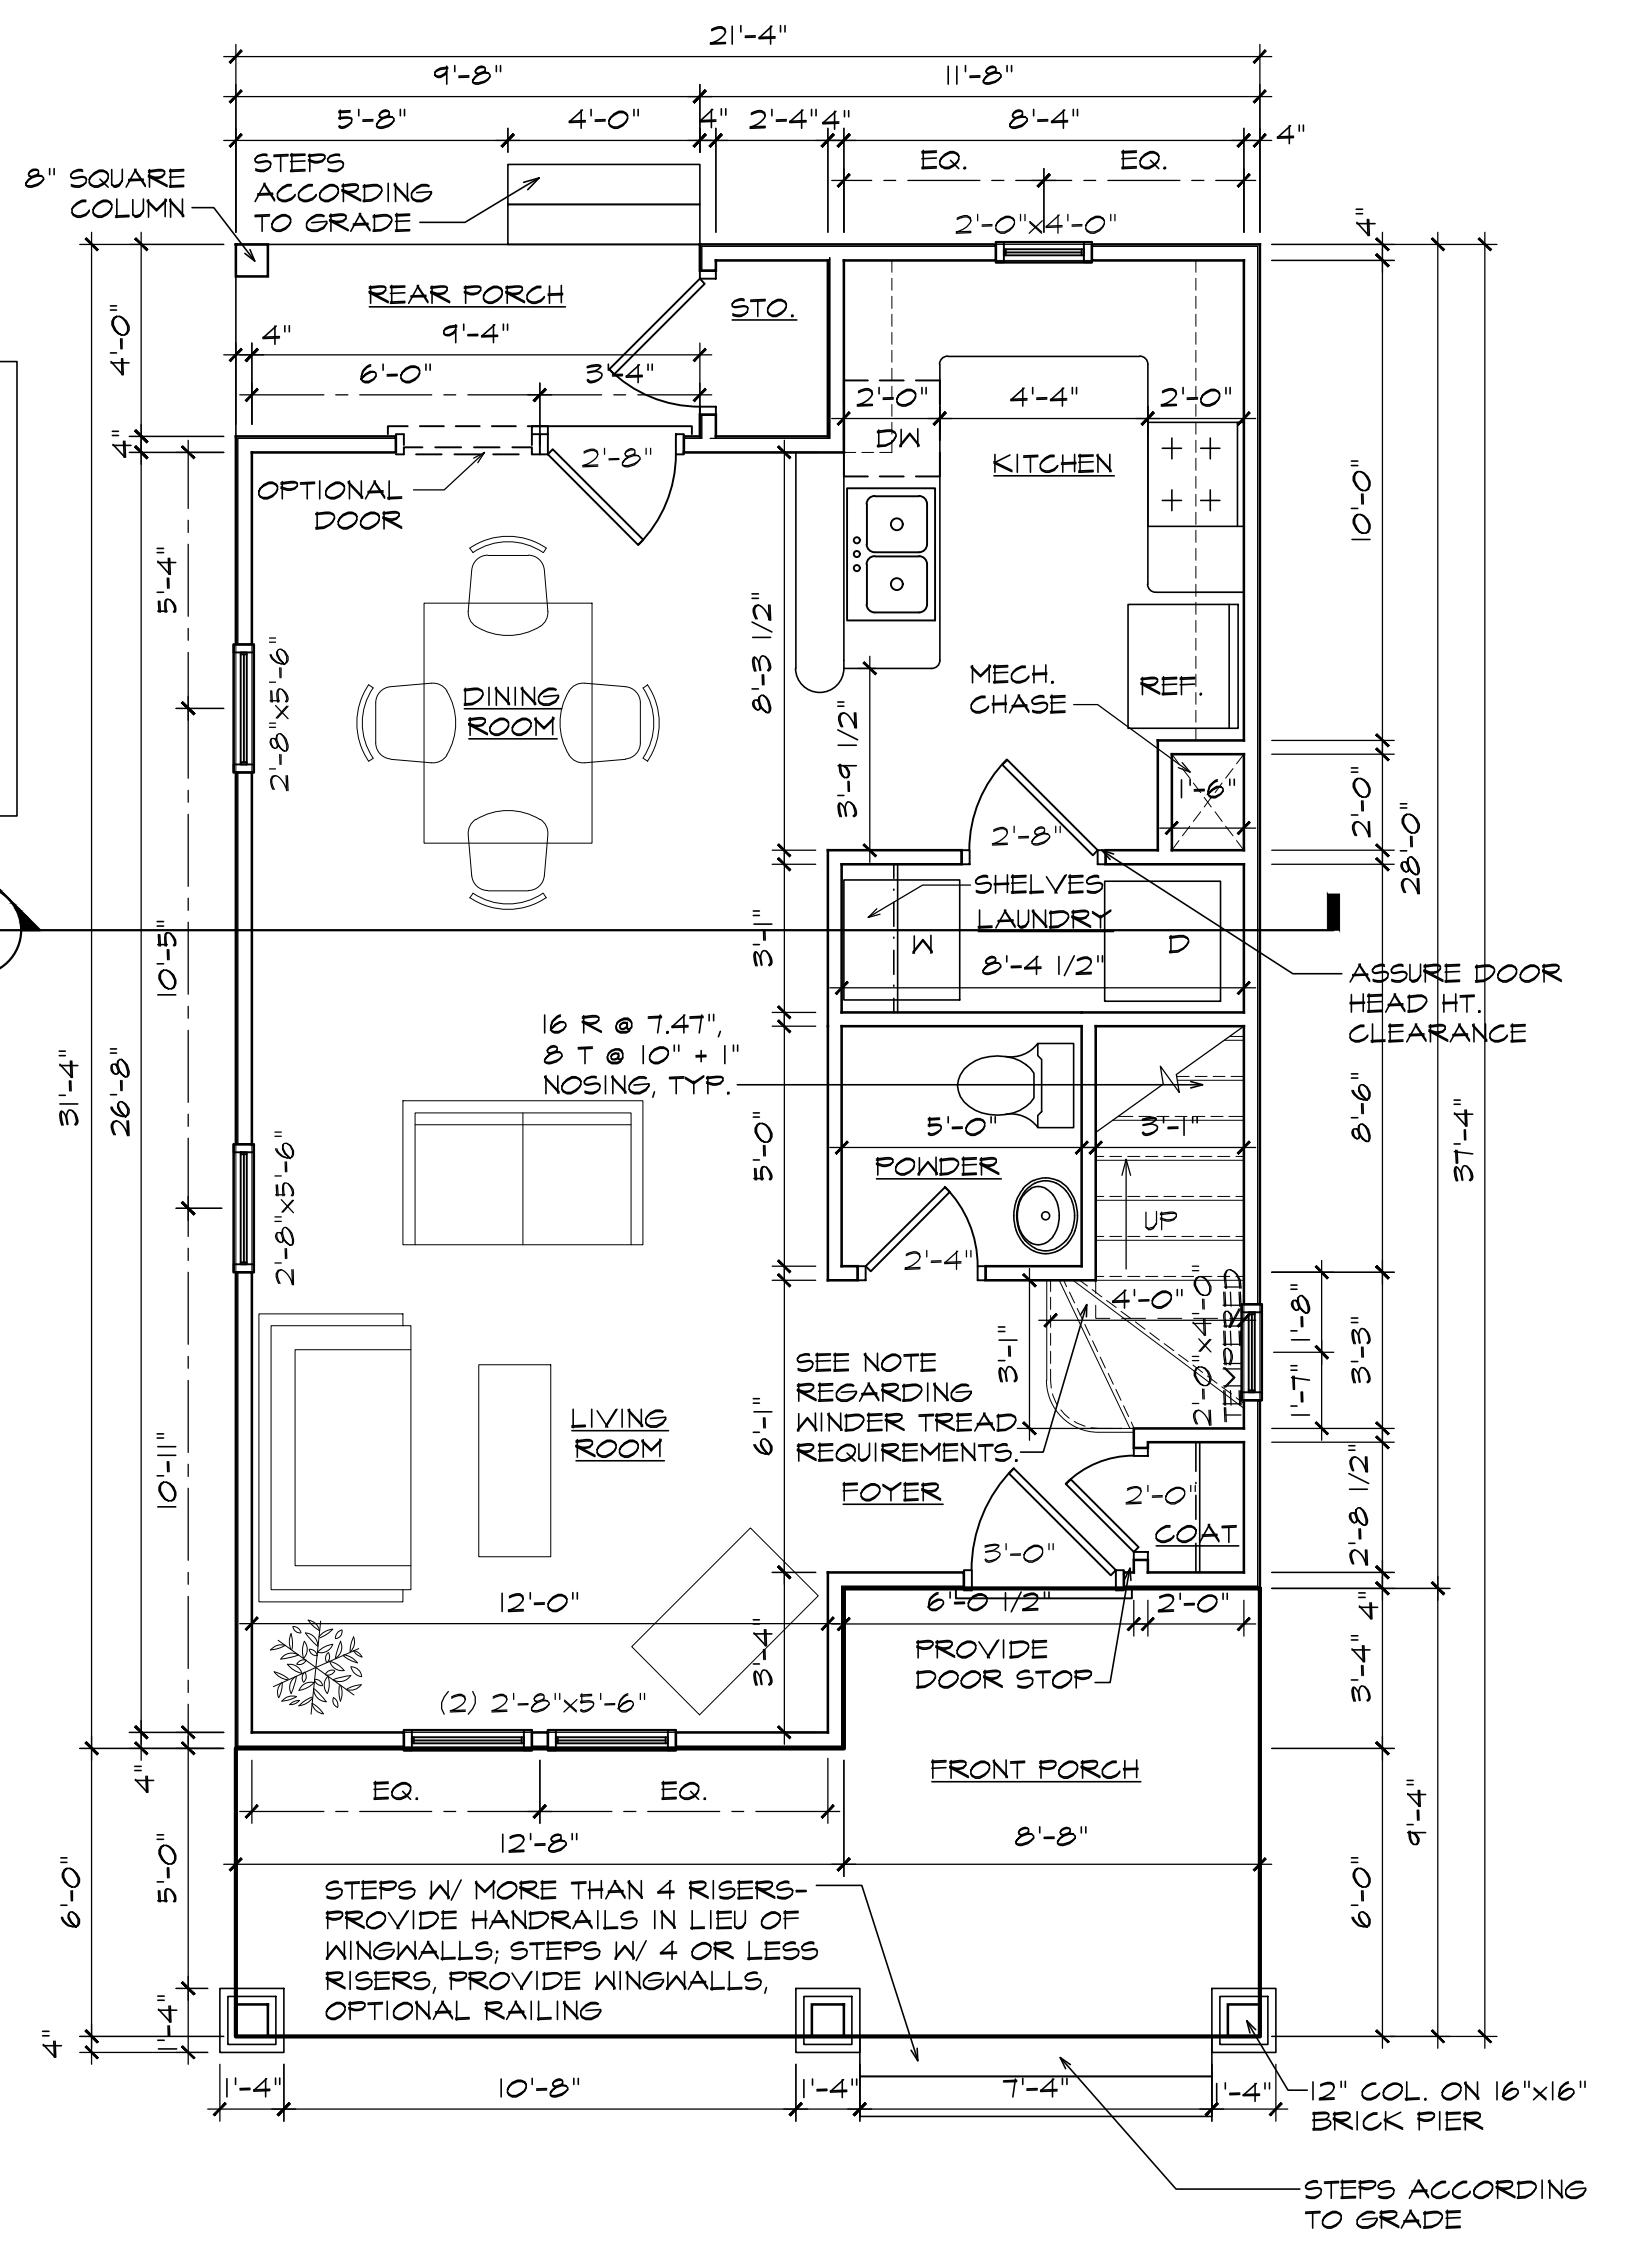 21'-4"
9'-8"
11'-8"
5'-8"
4'-0"
4"
2'-4"
4"
8'-4"
4"
EQ.
EQ.
STEPS
ACCORDING
TO GRADE
8" SQUARE
COLUMN
2'-0"x4'-0"
4"
REAR PORCH
STO.
4"
9'-4"
6'-0"
3'-4"
4'-0"
4"
2'-0"
4'-4"
2'-0"
DW
KITCHEN
2'-8"
OPTIONAL
DOOR
10'-0"
5'-4"
8'-3 1/2"
2'-8"x5'-6"
DINING
ROOM
MECH.
CHASE
REF.
3'-9 1/2"
1'-6"
2'-0"
28'-0"
2'-8"
SHELVES
LAUNDRY
W
D
8'-4 1/2"
3'-1"
10'-5"
ASSURE DOOR
HEAD HT.
CLEARANCE
16 R @ 7.47",
8 T @ 10" + 1"
NOSING, TYP.
31'-4"
26'-8"
5'-0"
3'-1"
5'-0"
8'-6"
37'-4"
POWDER
UP
2'-8"x5'-6"
2'-4"
4'-0"
2'-0"x4'-0"
TEMPERED
1'-8"
3'-3"
1'-7"
3'-1"
SEE NOTE
REGARDING
WINDER TREAD
REQUIREMENTS.
6'-1"
LIVING
ROOM
10'-11"
FOYER
2'-0"
COAT
2'-8 1/2"
3'-0"
12'-0"
6'-0 1/2"
2'-0"
4"
3'-4"
3'-4"
PROVIDE
DOOR STOP
(2) 2'-8"x5'-6"
4"
FRONT PORCH
EQ.
EQ.
12'-8"
8'-8"
9'-4"
5'-0"
6'-0"
6'-0"
STEPS W/ MORE THAN 4 RISERS-
PROVIDE HANDRAILS IN LIEU OF
WINGWALLS; STEPS W/ 4 OR LESS
RISERS, PROVIDE WINGWALLS,
OPTIONAL RAILING
4"
1'-4"
1'-4"
10'-8"
1'-4"
7'-4"
1'-4"
12" COL. ON 16"x16"
BRICK PIER
STEPS ACCORDING
TO GRADE